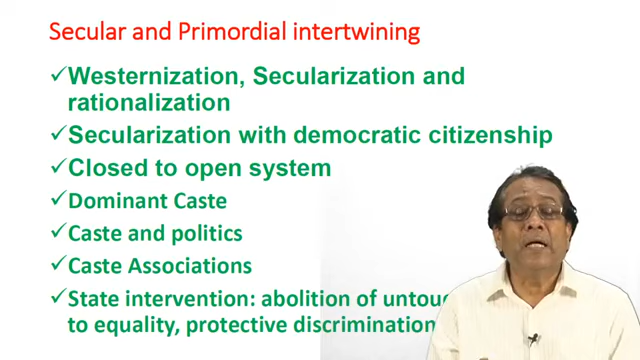 Secular and Primordial intertwining
✓Westernization, Secularization and
rationalization
✓Secularization with democratic citizenship
✓Closed to open system
✓Dominant Caste
✓Caste and politics
✓Caste Associations
✓State intervention: abolition of
to equality, protective discrimination